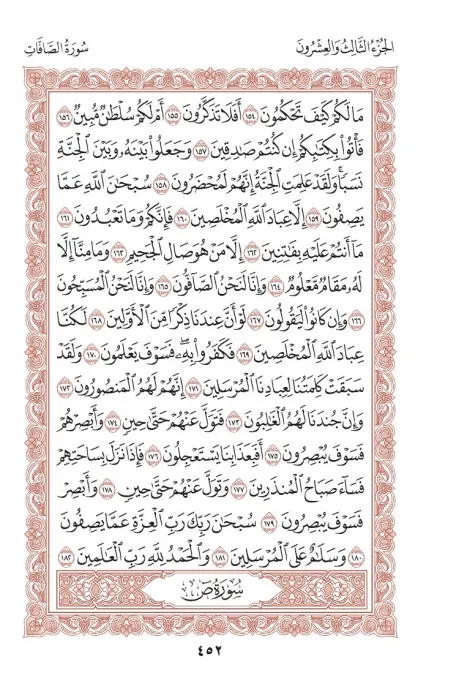 الجُزْءُ الثَّالِثُ وَالعِشْرُونَ
سُورَةُ الصَّافَّاتِ
مَا لَكُمْ كَيْفَ تَحْكُمُونَ ١٥٤ أَفَلَا تَذَكَّرُونَ ١٥٥ أَمْ لَكُمْ سُلْطَانٌ مُّبِينٌ ١٥٦
فَأْتُوا بِكِتَابِكُمْ إِن كُنتُمْ صَادِقِينَ ١٥٧ وَجَعَلُوا بَيْنَهُ وَبَيْنَ الْجِنَّةِ
نَسَبًا ۚ وَلَقَدْ عَلِمَتِ الْجِنَّةُ إِنَّهُمْ لَمُحْضَرُونَ ١٥٨ سُبْحَانَ اللَّهِ عَمَّا
يَصِفُونَ ١٥٩ إِلَّا عِبَادَ اللَّهِ الْمُخْلَصِينَ ١٦٠ فَإِنَّكُمْ وَمَا تَعْبُدُونَ ١٦١
مَا أَنتُمْ عَلَيْهِ بِفَاتِنِينَ ١٦٢ إِلَّا مَنْ هُوَ صَالِ الْجَحِيمِ ١٦٣ وَمَا مِنَّا إِلَّا
لَهُ مَقَامٌ مَّعْلُومٌ ١٦٤ وَإِنَّا لَنَحْنُ الصَّافُّونَ ١٦٥ وَإِنَّا لَنَحْنُ الْمُسَبِّحُونَ
١٦٦ وَإِن كَانُوا لَيَقُولُونَ ١٦٧ لَوْ أَنَّ عِندَنَا ذِكْرًا مِّنَ الْأَوَّلِينَ ١٦٨ لَكُنَّا
عِبَادَ اللَّهِ الْمُخْلَصِينَ ١٦٩ فَكَفَرُوا بِهِ ۖ فَسَوْفَ يَعْلَمُونَ ١٧٠ وَلَقَدْ
سَبَقَتْ كَلِمَتُنَا لِعِبَادِنَا الْمُرْسَلِينَ ١٧١ إِنَّهُمْ لَهُمُ الْمَنصُورُونَ ١٧٢
وَإِنَّ جُندَنَا لَهُمُ الْغَالِبُونَ ١٧٣ فَتَوَلَّ عَنْهُمْ حَتَّىٰ حِينٍ ١٧٤ وَأَبْصِرْهُمْ
فَسَوْفَ يُبْصِرُونَ ١٧٥ أَفَبِعَذَابِنَا يَسْتَعْجِلُونَ ١٧٦ فَإِذَا نَزَلَ بِسَاحَتِهِمْ
فَسَاءَ صَبَاحُ الْمُنذَرِينَ ١٧٧ وَتَوَلَّ عَنْهُمْ حَتَّىٰ حِينٍ ١٧٨ وَأَبْصِرْ
فَسَوْفَ يُبْصِرُونَ ١٧٩ سُبْحَانَ رَبِّكَ رَبِّ الْعِزَّةِ عَمَّا يَصِفُونَ
١٨٠ وَسَلَامٌ عَلَى الْمُرْسَلِينَ ١٨١ وَالْحَمْدُ لِلَّهِ رَبِّ الْعَالَمِينَ ١٨٢
سُورَةُ ص
٤٥٢